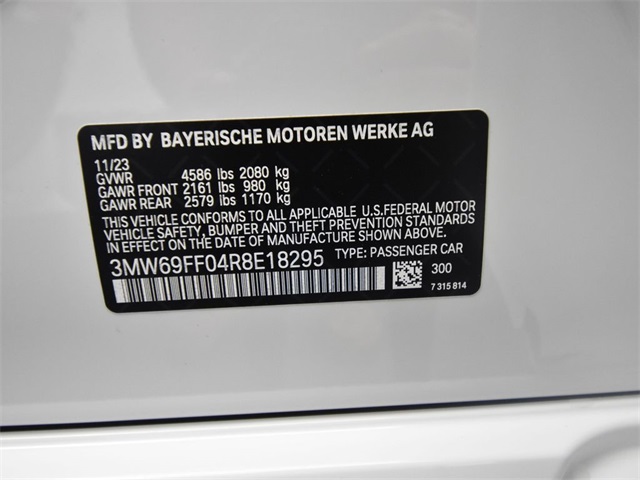 MFD BY BAYERISCHE MOTOREN WERKE AG
11/23
GVWR 4586 lbs 2080 kg
GAWR FRONT 2161 lbs 980 kg
GAWR REAR 2579 lbs 1170 kg
THIS VEHICLE CONFORMS TO ALL APPLICABLE U.S.FEDERAL MOTOR
VEHICLE SAFETY, BUMPER AND THEFT PREVENTION STANDARDS
IN EFFECT ON THE DATE OF MANUFACTURE SHOWN ABOVE.
3MW69FF04R8E18295 TYPE: PASSENGER CAR
300
7 315 814